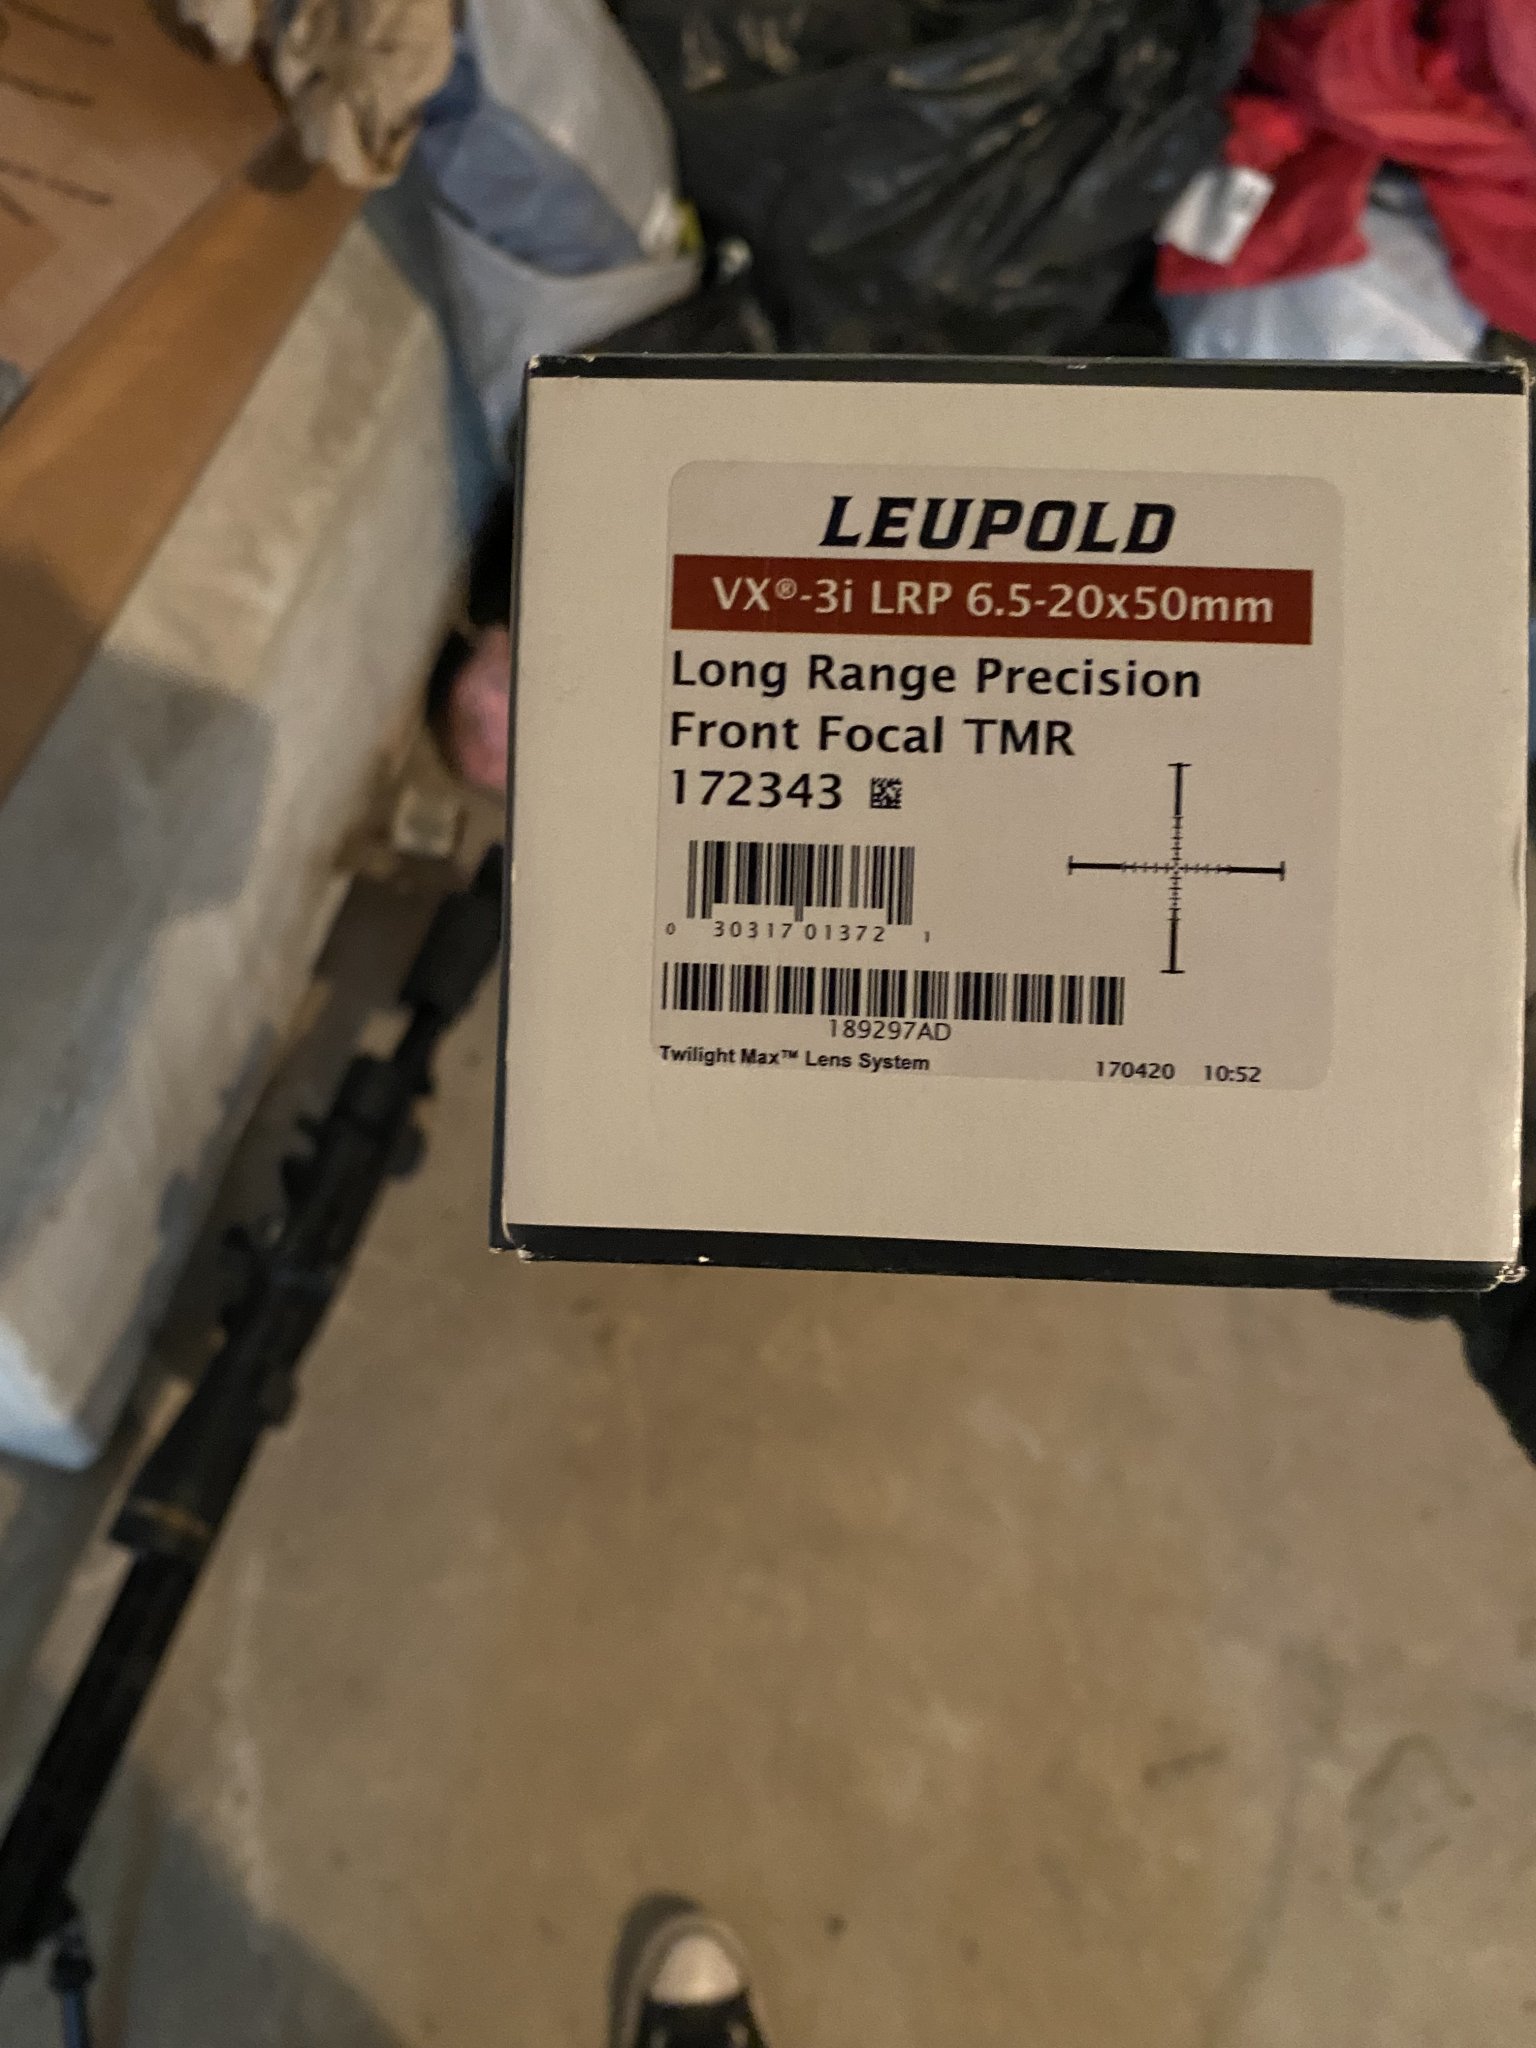 LEUPOLD
VX®-3i LRP 6.5-20x50mm
Long Range Precision
Front Focal TMR
172343
0 30317 01372 1
189297AD
Twilight Max™ Lens System
170420 10:52